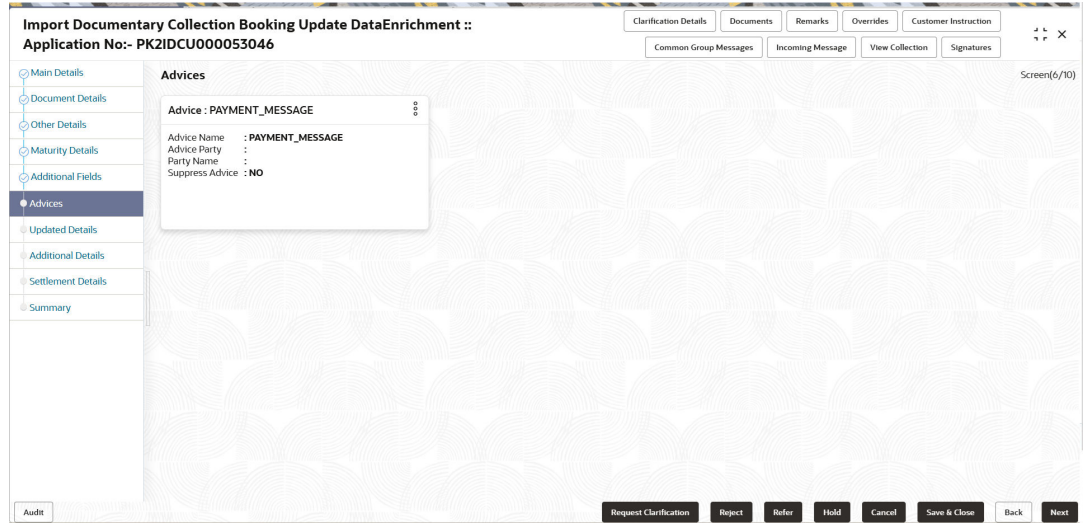 Import Documentary Collection Booking Update DataEnrichment ::
Application No:- PK2IDCU000053046
Clarification Details
Documents
Remarks
Overrides
Customer Instruction
Common Group Messages
Incoming Message
View Collection
Signatures
Main Details
Document Details
Other Details
Maturity Details
Additional Fields
Advices
Updated Details
Additional Details
Settlement Details
Summary
Advices
Screen(6/10)
Advice : PAYMENT_MESSAGE
Advice Name : PAYMENT_MESSAGE
Advice Party :
Party Name :
Suppress Advice : NO
Audit
Request Clarification
Reject
Refer
Hold
Cancel
Save & Close
Back
Next